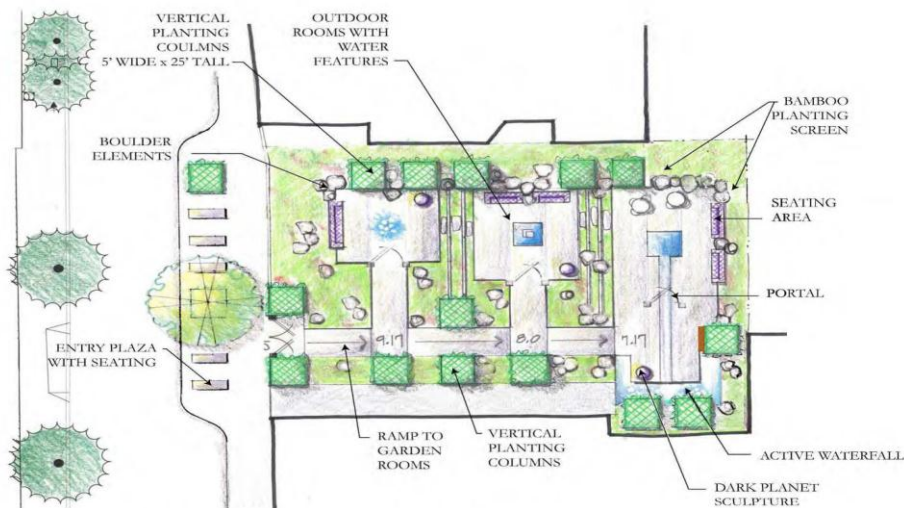 VERTICAL
PLANTING
COULMNS
5' WIDE x 25' TALL
OUTDOOR
ROOMS WITH
WATER
FEATURES
BAMBOO
PLANTING
SCREEN
BOULDER
ELEMENTS
SEATING
AREA
PORTAL
9.17
8.0
7.17
ENTRY PLAZA
WITH SEATING
RAMP TO
GARDEN
ROOMS
VERTICAL
PLANTING
COLUMNS
ACTIVE WATERFALL
DARK PLANET
SCULPTURE